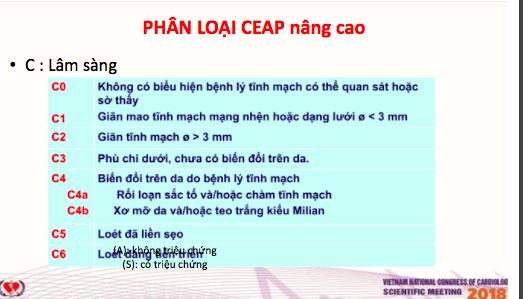 PHÂN LOẠI CEAP nâng cao
• C : Lâm sàng
C0 Không có biểu hiện bệnh lý tĩnh mạch có thể quan sát hoặc
sờ thấy
C1 Giãn mao tĩnh mạch mạng nhện hoặc dạng lưới ø < 3 mm
C2 Giãn tĩnh mạch ø > 3 mm
C3 Phù chi dưới, chưa có biến đổi trên da.
C4 Biến đổi trên da do bệnh lý tĩnh mạch
C4a Rối loạn sắc tố và/hoặc chàm tĩnh mạch
C4b Xơ mỡ da và/hoặc teo trắng kiểu Milian
C5 Loét đã liền sẹo
(A): không triệu chứng
C6 Loét đang tiến triển
(S): có triệu chứng
VIETNAM NATIONAL CONGRESS OF CARDIOLOG
SCIENTIFIC MEETING 2018